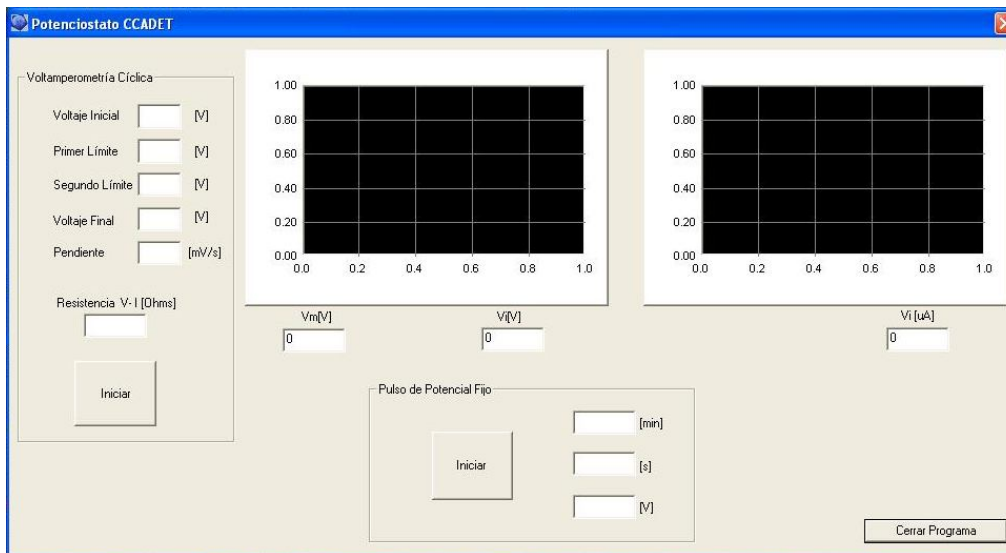 Potenciostato CCADET
Voltamperometría Cíclica
Voltaje Inicial [V]
Primer Límite [V]
Segundo Límite [V]
Voltaje Final [V]
Pendiente [mV/s]
Resistencia V- I [Ohms]
Iniciar
1.00
0.80
0.60
0.40
0.20
0.00
0.0 0.2 0.4 0.6 0.8 1.0
Vm[V] Vi[V]
0 0
1.00
0.80
0.60
0.40
0.20
0.00
0.0 0.2 0.4 0.6 0.8 1.0
Vi [uA]
0
Pulso de Potencial Fijo
Iniciar
[min]
[s]
[V]
Cerrar Programa